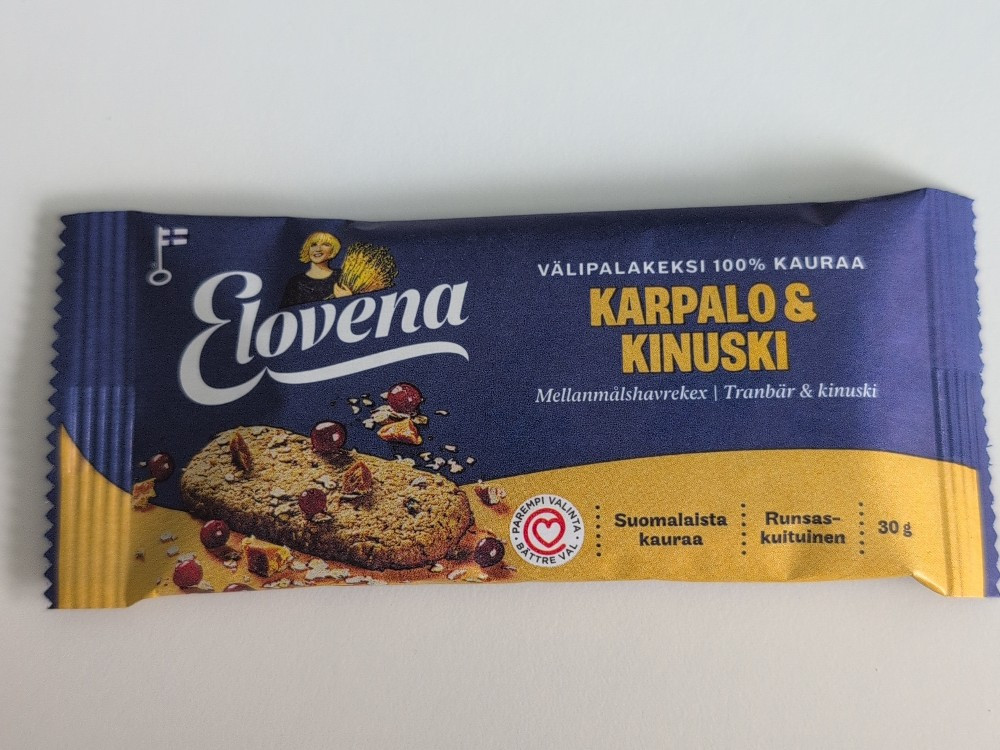 Elovena
VÄLIPALAKEKSI 100% KAURAA
KARPALO &
KINUSKI
Mellanmålshavrekex | Tranbär & kinuski
PAREMPI VALINTA
BÄTTRE VAL
Suomalaista
kauraa
Runsas-
kuituinen
30 g